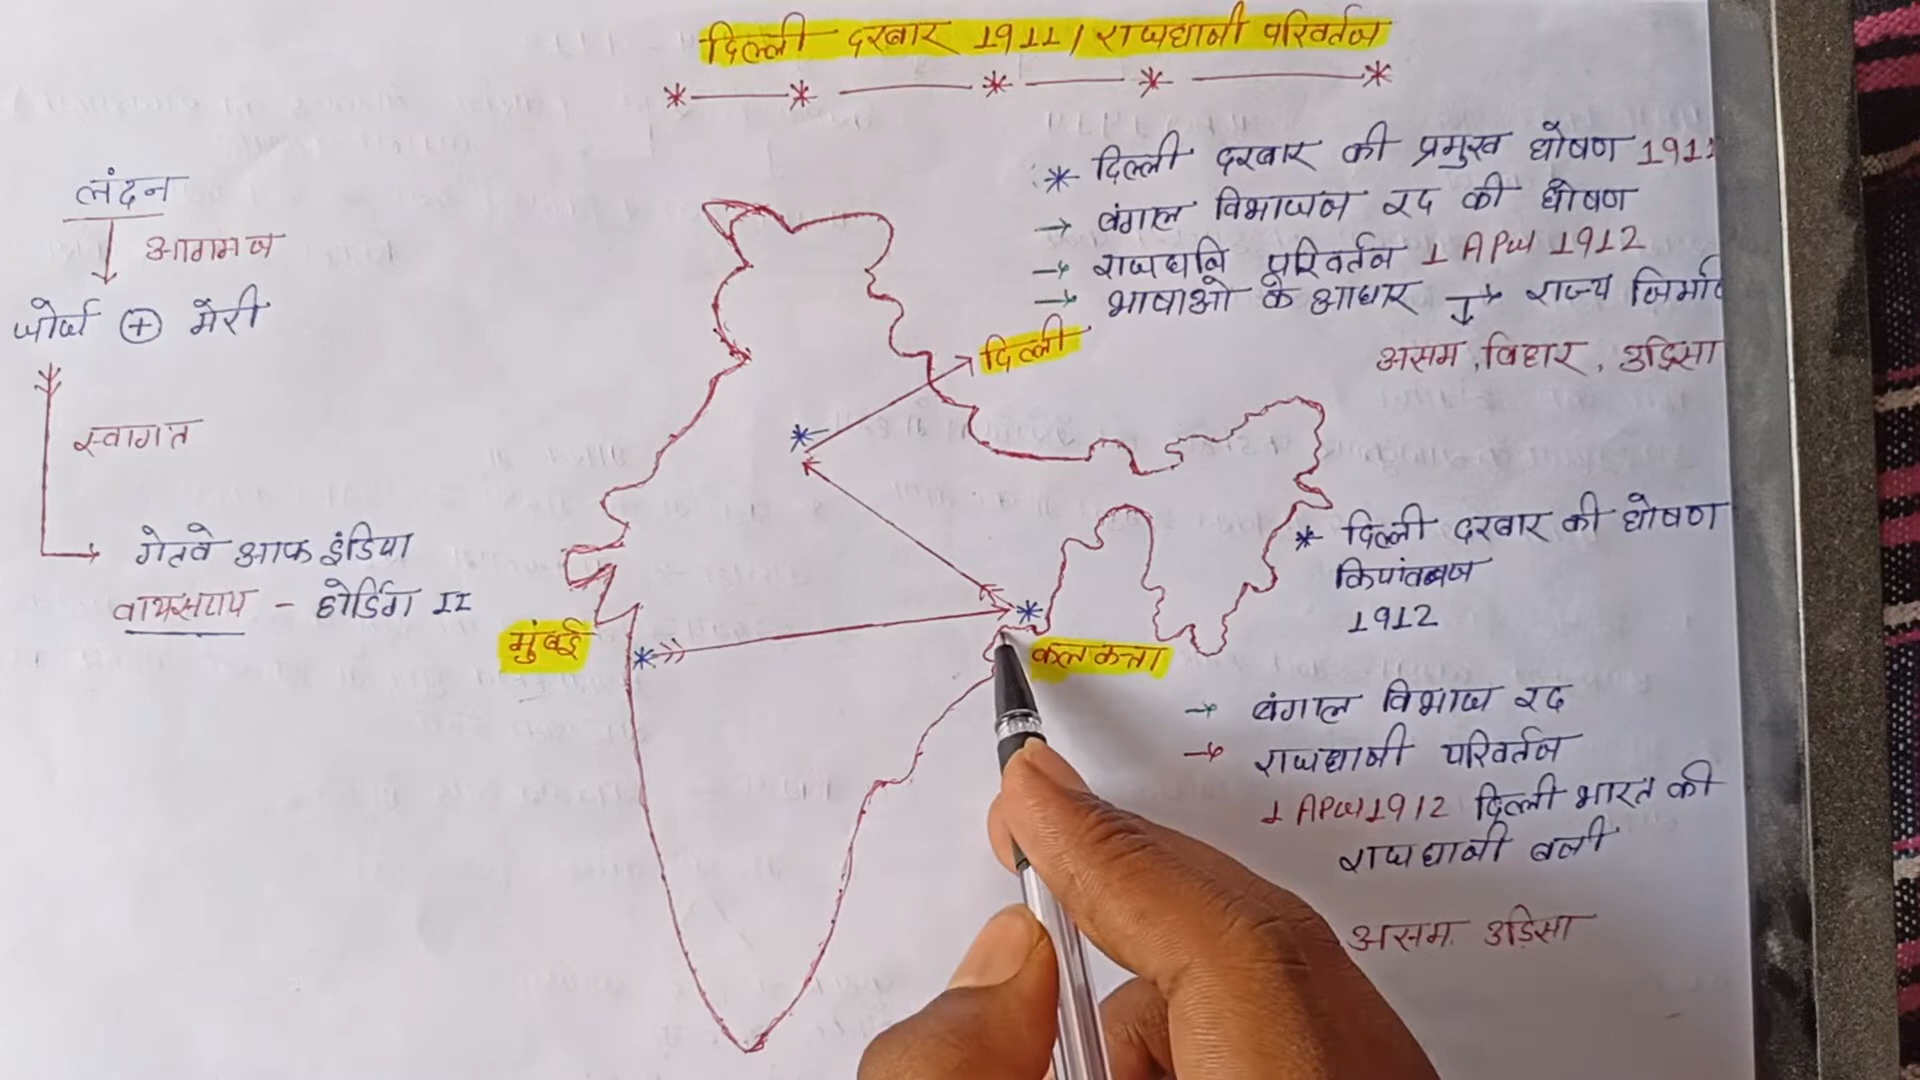 दिल्ली दरबार 1911 / राजधानी परिवर्तन
लंदन
आगमन
जोर्ज + मेरी
स्वागत
गेतवे आफ इंडिया
वायसराय - होर्डिग II
मुंबई
दिल्ली
कलकत्ता
* दिल्ली दरबार की प्रमुख घोषण 1911
→ बंगाल विभाजन रद की घोषण
→ राजधानि परिवर्तन 1 April 1912
→ भाषाओ के आधार → राज्य निर्मा
असम, बिहार, उड़िसा
* दिल्ली दरबार की घोषण
1912
→ बंगाल विभाज रद
→ राजधानी परिवर्तन
1 April 1912 दिल्ली भारत की
राजधानी बनी
असम, उड़िसा